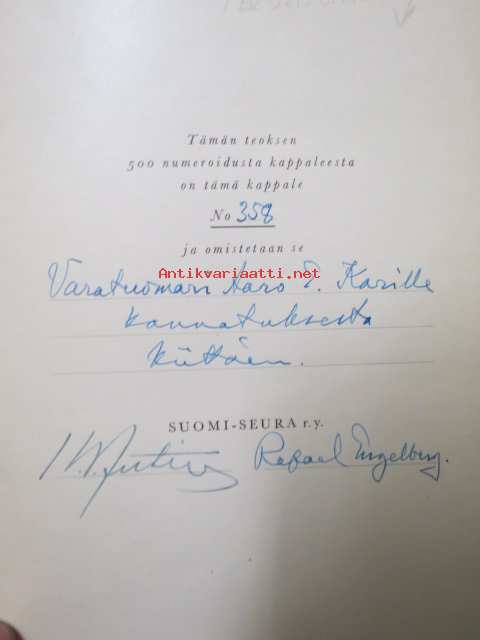 Tämän teoksen
500 numeroidusta kappaleesta
on tämä kappale
No 358
ja omistetaan se
Antikvariaatti.net
Varatuomari Aaro E. Karille
kannatuksesta
kiittäen.
SUOMI-SEURA r.y.
Rafael Engelberg.